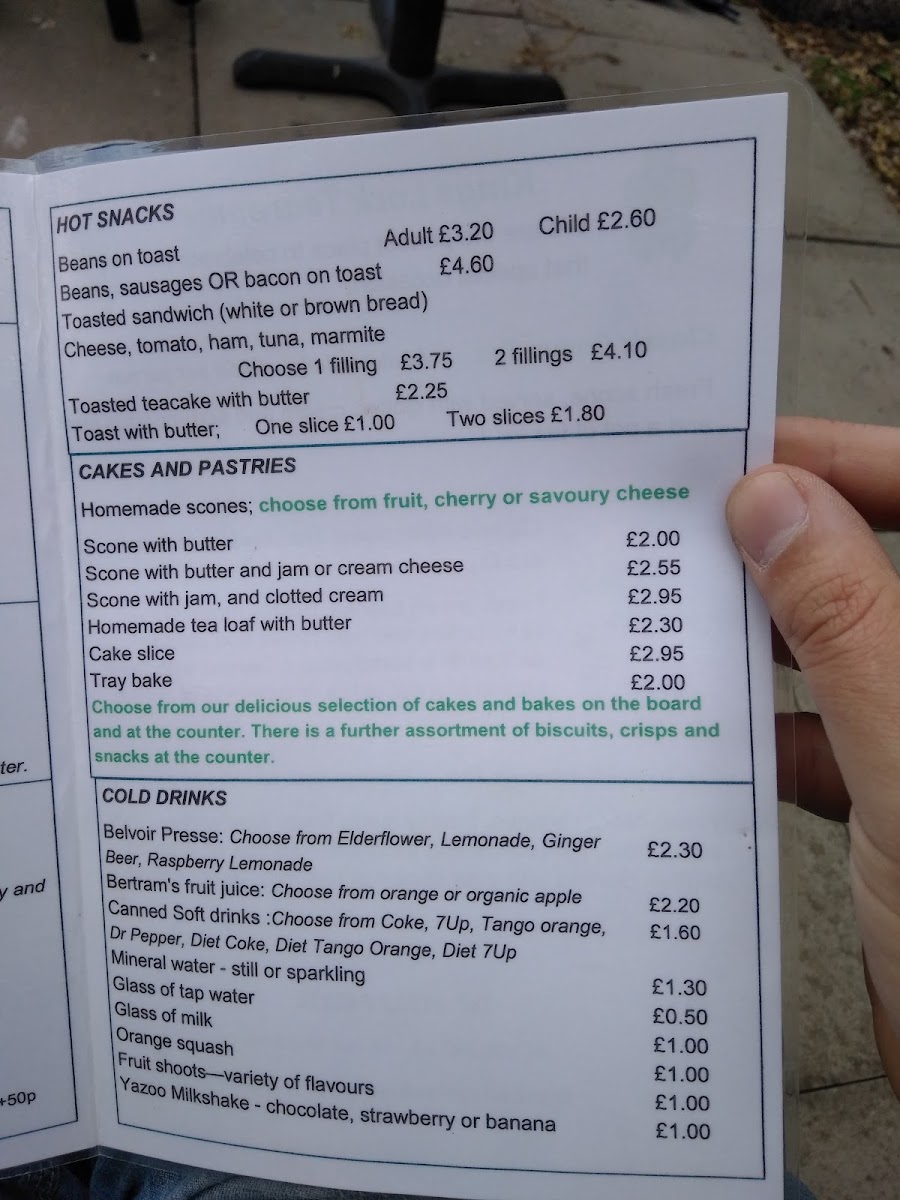 HOT SNACKS
Beans on toast Adult £3.20 Child £2.60
Beans, sausages OR bacon on toast £4.60
Toasted sandwich (white or brown bread)
Cheese, tomato, ham, tuna, marmite
Choose 1 filling £3.75 2 fillings £4.10
Toasted teacake with butter £2.25
Toast with butter; One slice £1.00 Two slices £1.80
CAKES AND PASTRIES
Homemade scones; choose from fruit, cherry or savoury cheese
Scone with butter £2.00
Scone with butter and jam or cream cheese £2.55
Scone with jam, and clotted cream £2.95
Homemade tea loaf with butter £2.30
Cake slice £2.95
Tray bake £2.00
Choose from our delicious selection of cakes and bakes on the board
and at the counter. There is a further assortment of biscuits, crisps and
snacks at the counter.
COLD DRINKS
Belvoir Presse: Choose from Elderflower, Lemonade, Ginger £2.30
Beer, Raspberry Lemonade
Bertram's fruit juice: Choose from orange or organic apple £2.20
Canned Soft drinks :Choose from Coke, 7Up, Tango orange, £1.60
Dr Pepper, Diet Coke, Diet Tango Orange, Diet 7Up
Mineral water - still or sparkling £1.30
Glass of tap water £0.50
Glass of milk £1.00
Orange squash £1.00
Fruit shoots—variety of flavours £1.00
Yazoo Milkshake - chocolate, strawberry or banana £1.00
ter.
y and
+50p